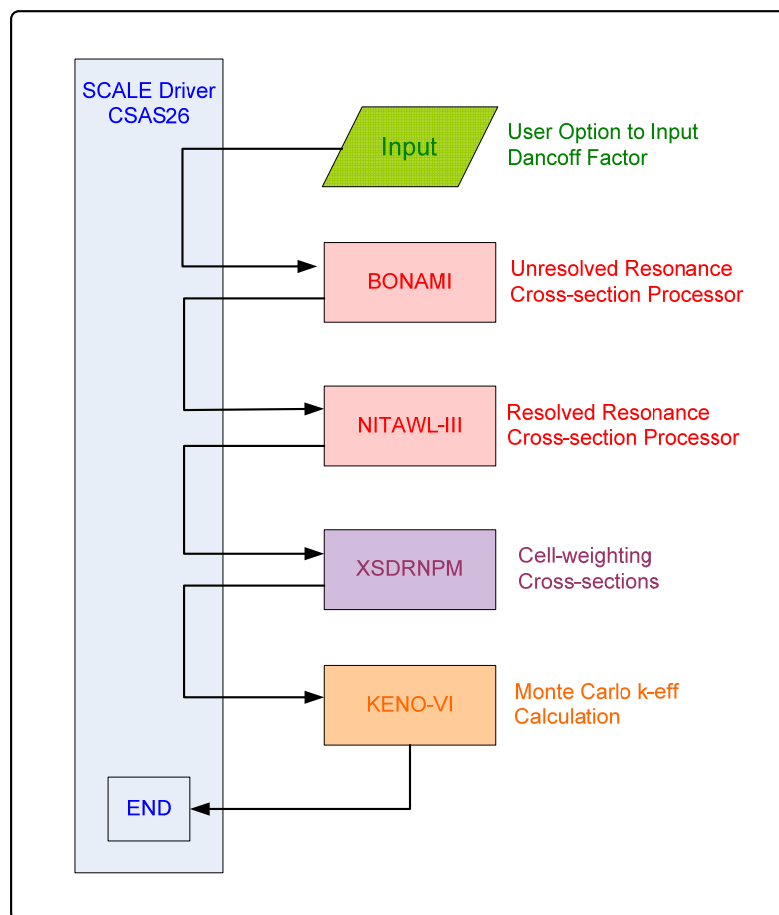 SCALE Driver
CSAS26
Input
User Option to Input
Dancoff Factor
BONAMI
Unresolved Resonance
Cross-section Processor
NITAWL-III
Resolved Resonance
Cross-section Processor
XSDRNPM
Cell-weighting
Cross-sections
KENO-VI
Monte Carlo k-eff
Calculation
END